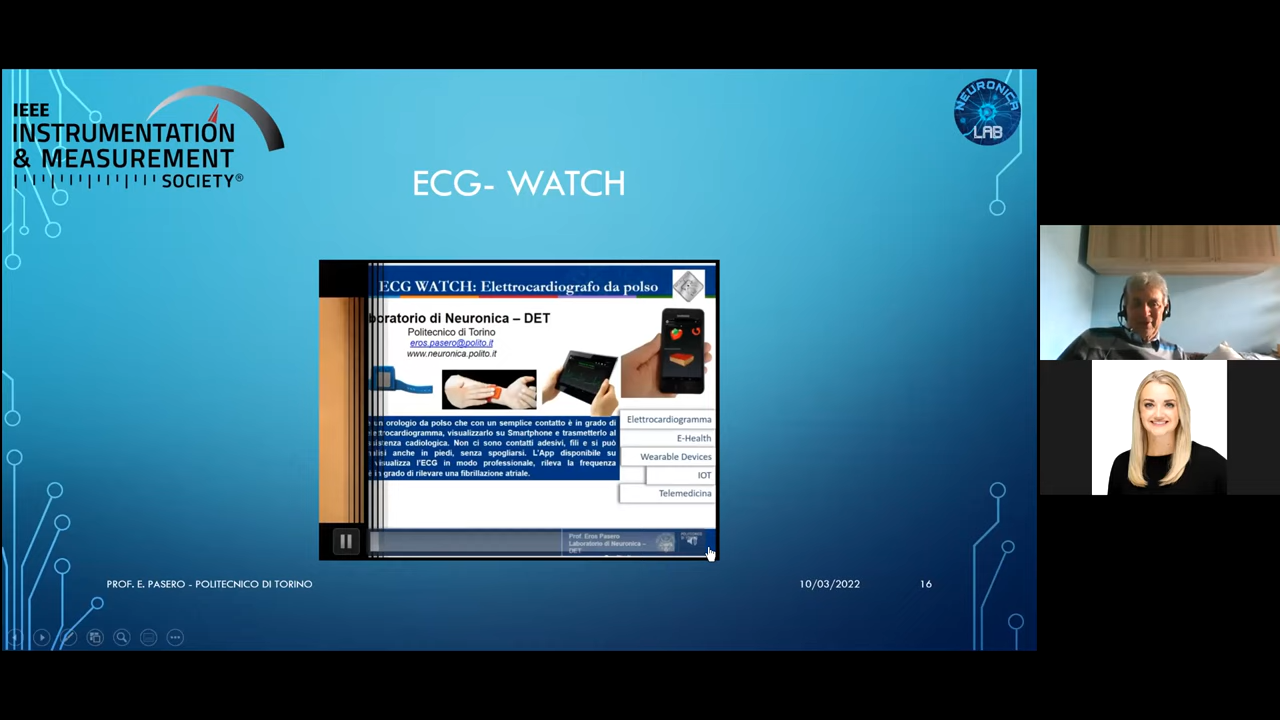 IEEE
INSTRUMENTATION
& MEASUREMENT
SOCIETY®
NEURONICA
LAB
ECG- WATCH
ECG WATCH: Elettrocardiografo da polso
boratorio di Neuronica – DET
Politecnico di Torino
eros.pasero@polito.it
www.neuronica.polito.it
un orologio da polso che con un semplice contatto è in grado di
trocardiogramma, visualizzarlo su Smartphone e trasmetterlo al
sistenza cadiologica. Non ci sono contatti adesivi, fili e si può
nalisi anche in piedi, senza spogliarsi. L'App disponibile su
visualizza l'ECG in modo professionale, rileva la frequenza
è in grado di rilevare una fibrillazione atriale.
Elettrocardiogramma
E-Health
Wearable Devices
IOT
Telemedicina
Prof Eros Pasero
Laboratorio di Neuronica –
DET
PROF. E. PASERO - POLITECNICO DI TORINO
10/03/2022
16